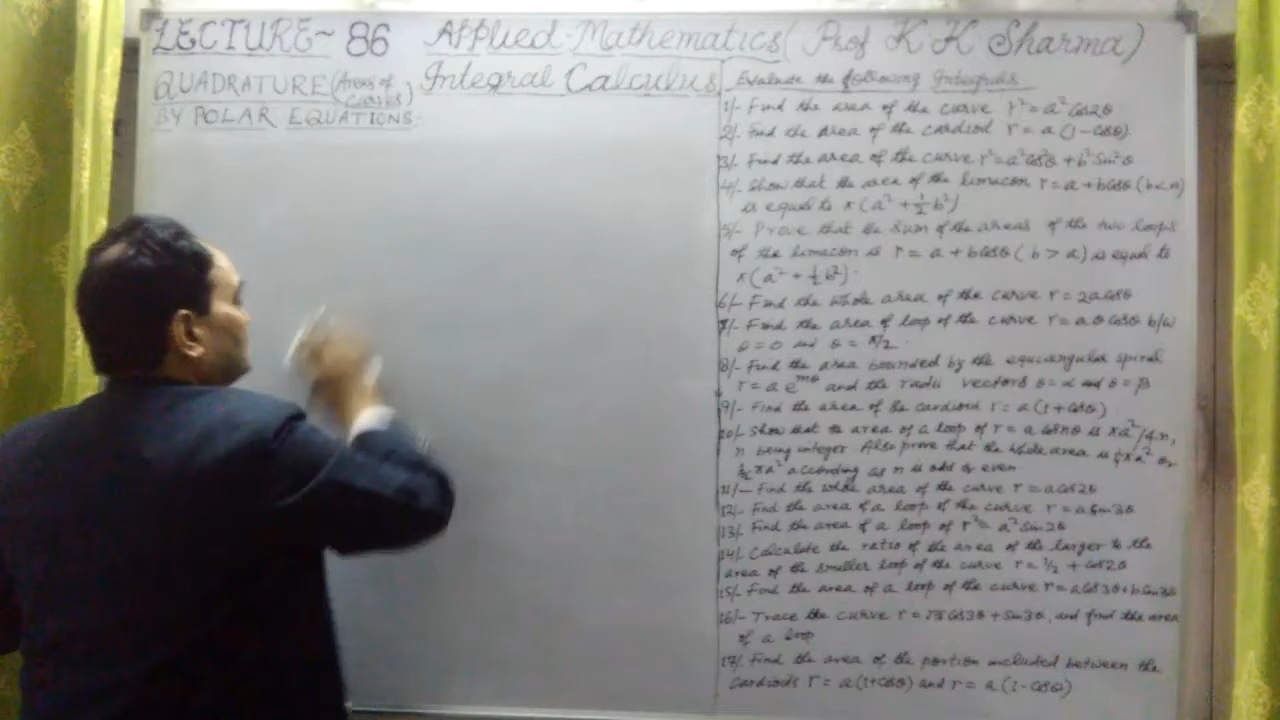 LECTURE~ 86 Applied-Mathematics( Prof K K Sharma)
QUADRATURE (Areas of Curves) Integral Calculus
BY POLAR EQUATIONS:
Evaluate the following Integrals
1/- Find the area of the curve r² = a² Cos2θ
2/- Find the area of the cardiod r = a (1 - Cosθ)
3/- Find the area of the curve r² = a²Cos²θ + b² Sin²θ
4/- Show that the area of the limacon r = a + bCosθ (b < a)
is equal to π(a² + ½ b²)
5/- Prove that the sum of the areas of the two loops
of the limacon is r = a + bCosθ ( b > a) is equal to
π(a² + ½ b²).
6/- Find the whole area of the curve r = 2a Cosθ
7/- Find the area of loop of the curve r = a θ Cosθ b/w
θ = 0 and θ = π/2 .
8/- Find the area bounded by the equiangular spiral
r = a e^mθ and the radii vectors θ = α and θ = β
9/- Find the area of the cardioid r = a (1 + Cosθ)
10/- Show that the area of a loop of r = a Cosnθ is πa²/4n,
n being integer Also prove that the whole area is ¼πa² or
½ πa² according as n is odd or even
11/- Find the whole area of the curve r = aCos2θ
12/- Find the area of a loop of the curve r = a Sin3θ
13/- Find the area of a loop of r² = a² Sin2θ
14/- Calculate the ratio of the area of the larger to the
area of the smaller loop of the curve r = ½ + Cos2θ
15/- Find the area of a loop of the curve r = aCos3θ + b Sin3θ
16/- Trace the curve r = √3 Cos3θ + Sin3θ, and find the area
of a loop
17/- Find the area of the portion included between the
Cardiods r = a (1+Cosθ) and r = a (1 - Cosθ)